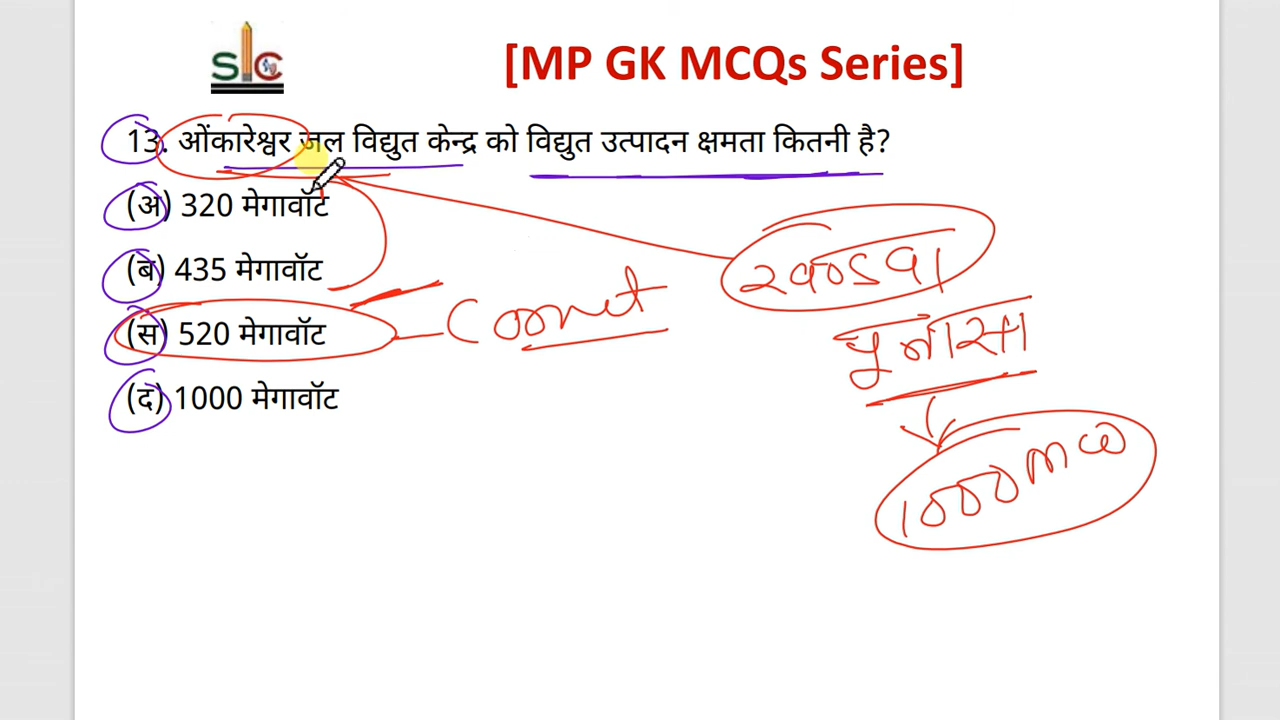 SLC
[MP GK MCQs Series]
13. ओंकारेश्वर जल विद्युत केन्द्र को विद्युत उत्पादन क्षमता कितनी है?
(अ) 320 मेगावॉट
(ब) 435 मेगावॉट
(स) 520 मेगावॉट
(द) 1000 मेगावॉट
खण्डवा
पुनासा
1000 mw